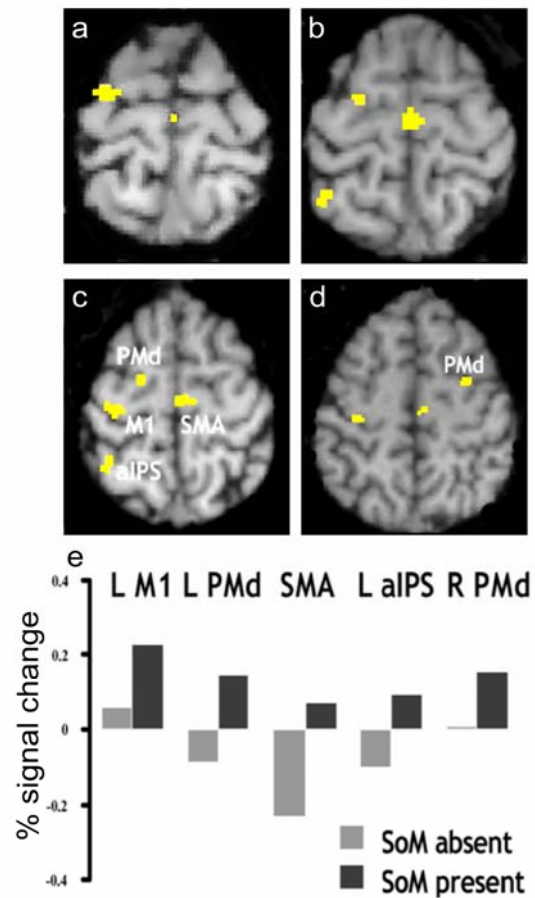 a
b
c
PMd
M1
SMA
aIPS
d
PMd
e
L M1 L PMd SMA L aIPS R PMd
% signal change
0.4
0.2
0
-0.2
-0.4
SoM absent
SoM present